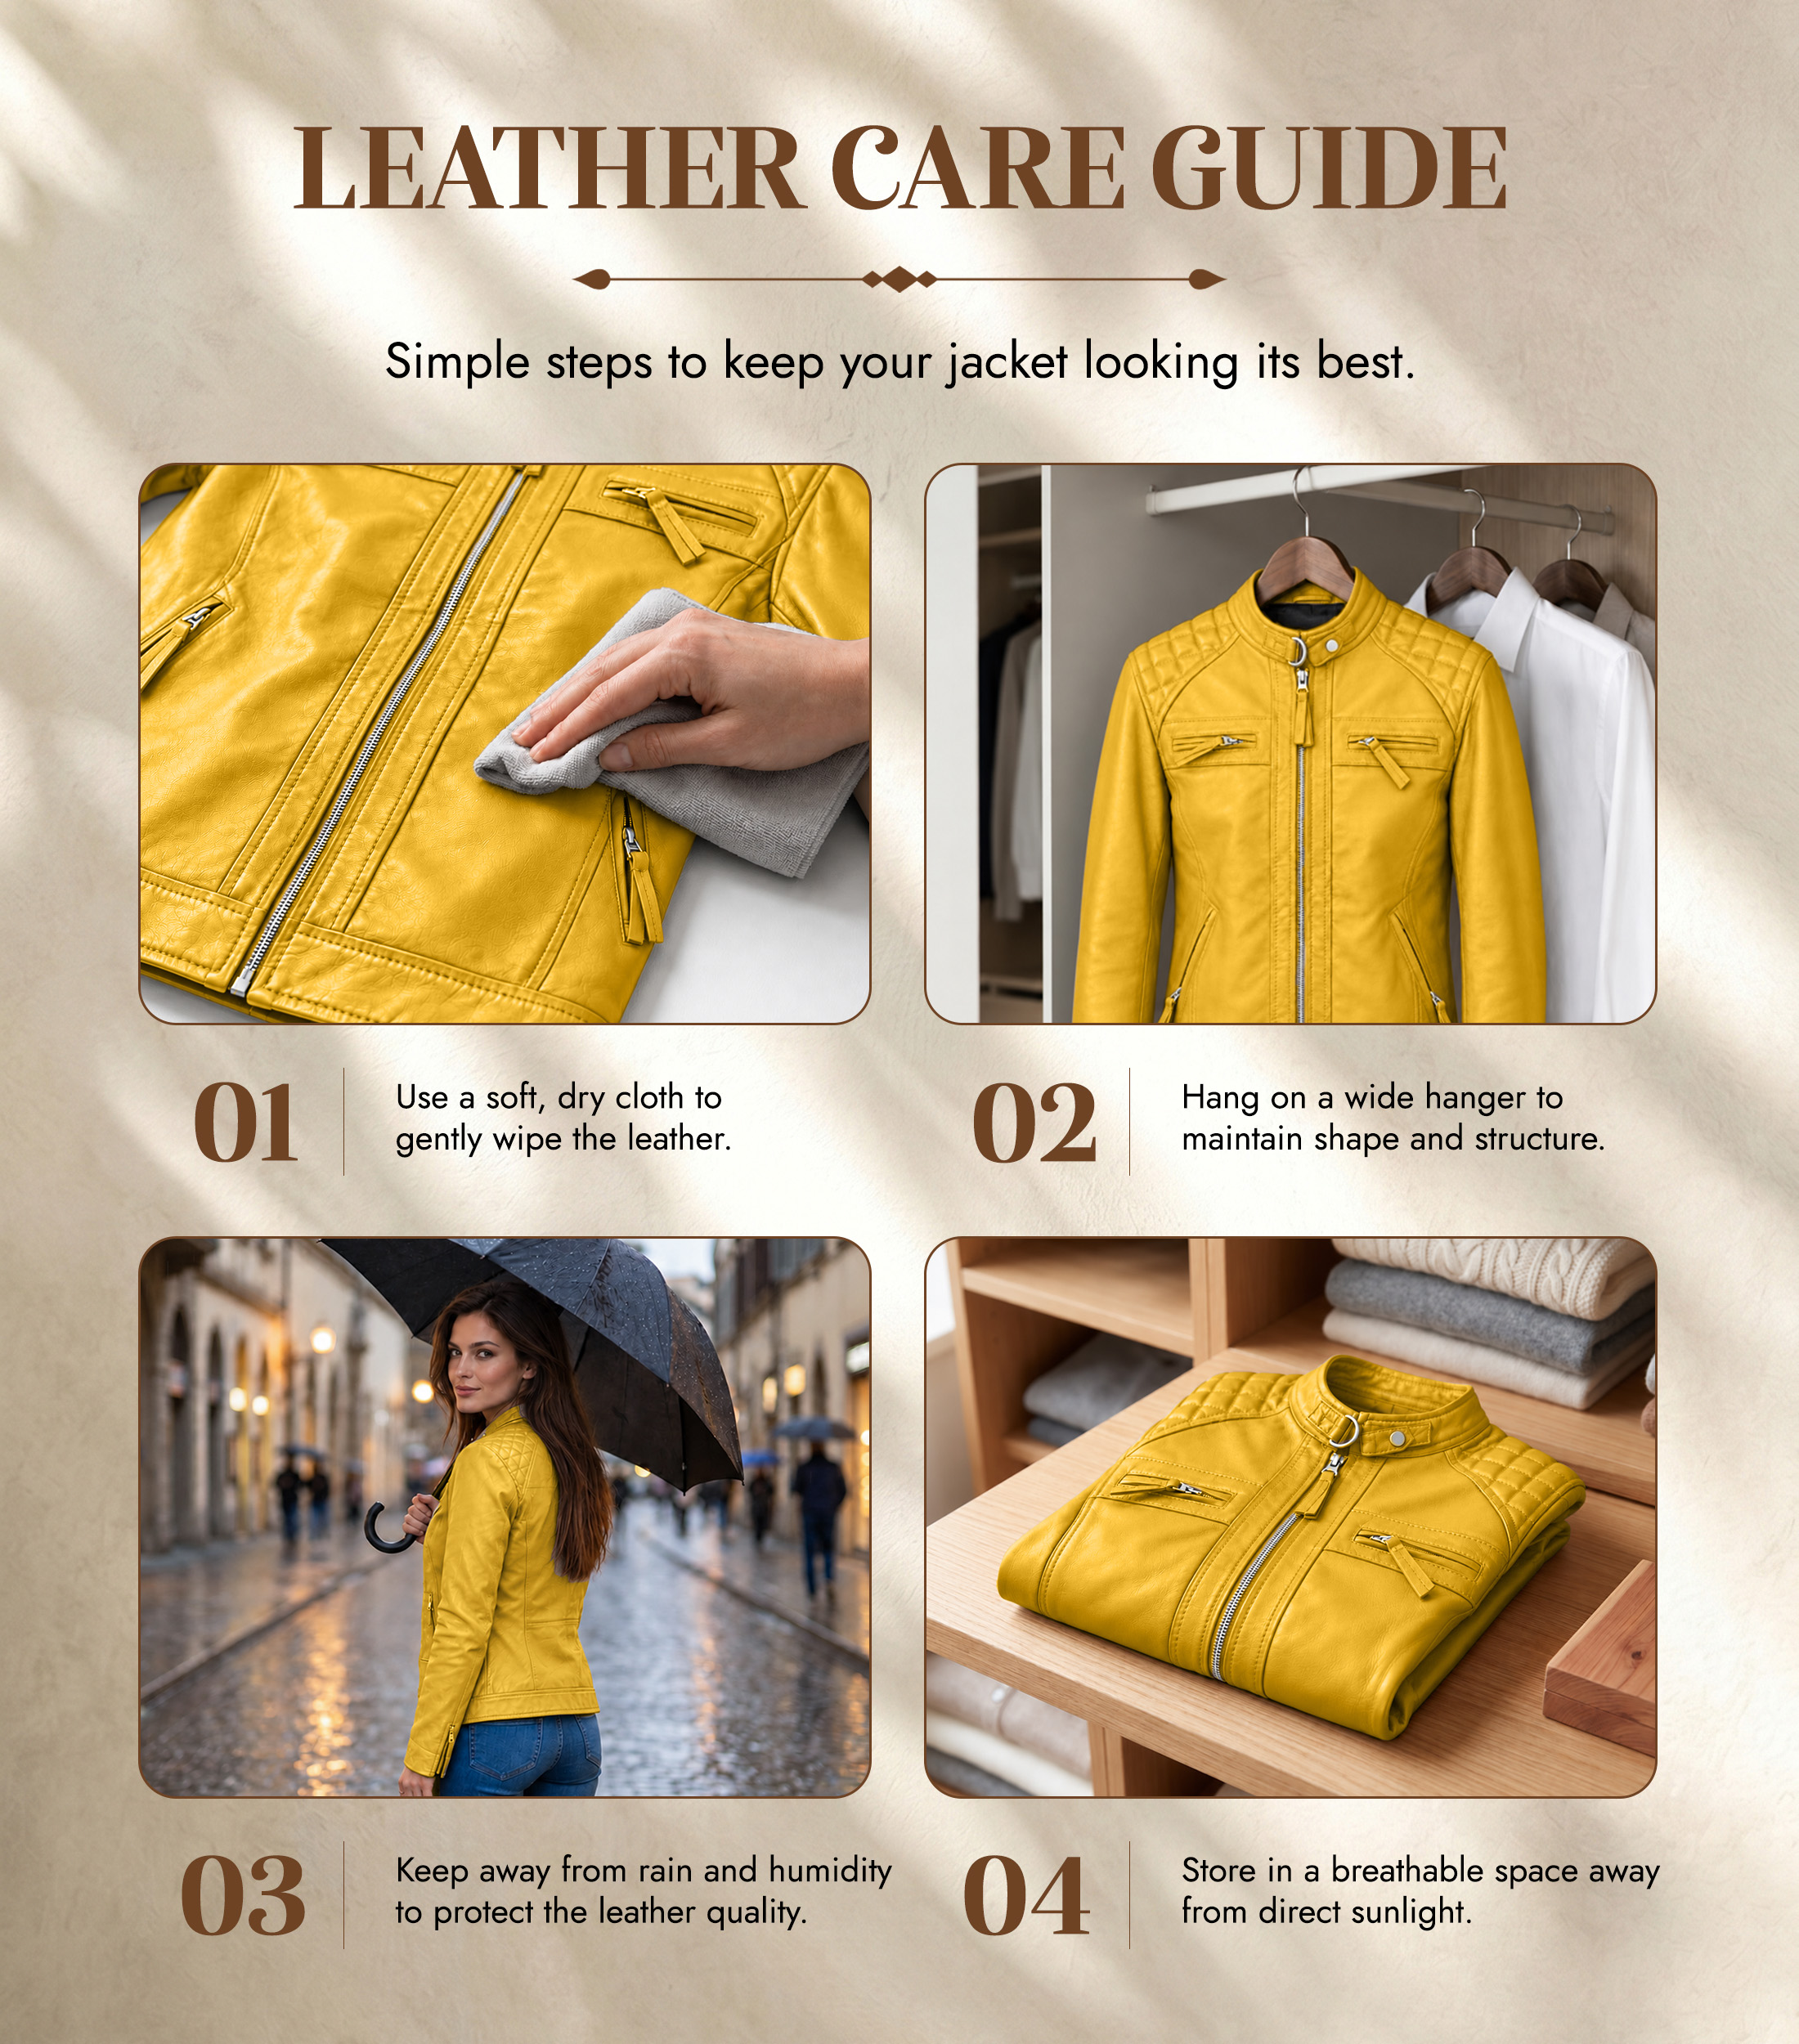 LEATHER CARE GUIDE
Simple steps to keep your jacket looking its best.
01
Use a soft, dry cloth to
gently wipe the leather.
02
Hang on a wide hanger to
maintain shape and structure.
03
Keep away from rain and humidity
to protect the leather quality.
04
Store in a breathable space away
from direct sunlight.